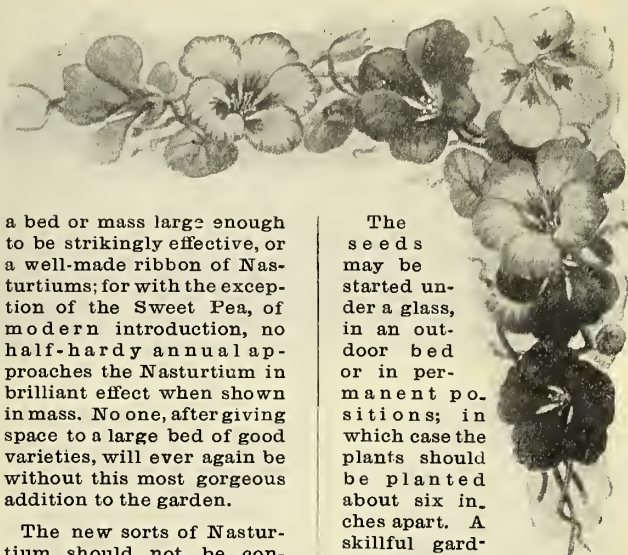 a bed or mass large enough
to be strikingly effective, or
a well-made ribbon of Nas-
turtiums; for with the excep-
tion of the Sweet Pea, of
modern introduction, no
half-hardy annual ap-
proaches the Nasturtium in
brilliant effect when shown
in mass. No one, after giving
space to a large bed of good
varieties, will ever again be
without this most gorgeous
addition to the garden.
The new sorts of Nastur-
tium should not be con-
The
seeds
may be
started un-
der a glass,
in an out-
door bed
or in per-
manent po-
sitions; in
which case the
plants should
be planted
about six in-
ches apart. A
skillful gard-